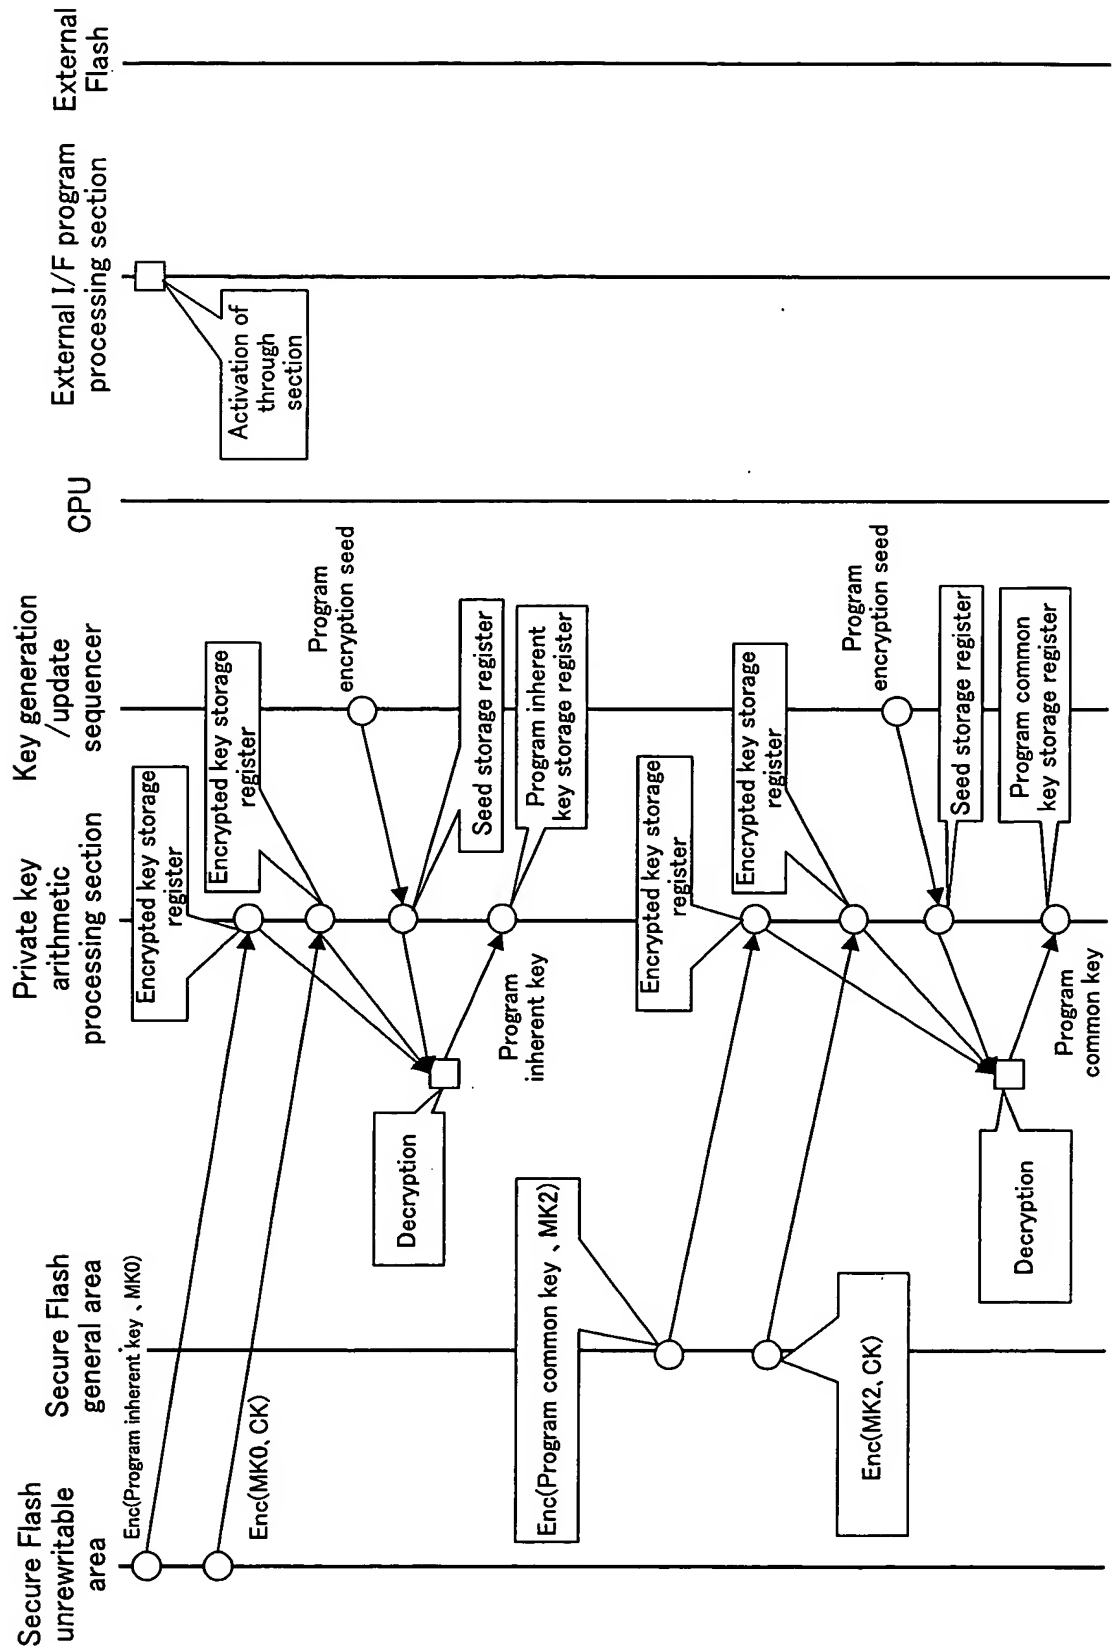 Secure Flash
unrewritable
area
Secure Flash
general area
Private key
arithmetic
processing section
Key generation
/update
sequencer
CPU
External I/F program
processing section
External
Flash
Enc(Program inherent key 、MK0)
Enc(MK0、CK)
Encrypted key storage
register
Encrypted key storage
register
Activation of
through
section
Program
encryption seed
Seed storage register
Decryption
Program
inherent key
Program inherent
key storage register
Enc(Program common key 、MK2)
Encrypted key storage
register
Enc(MK2、CK)
Encrypted key storage
register
Program
encryption seed
Seed storage register
Decryption
Program
common key
Program common
key storage register